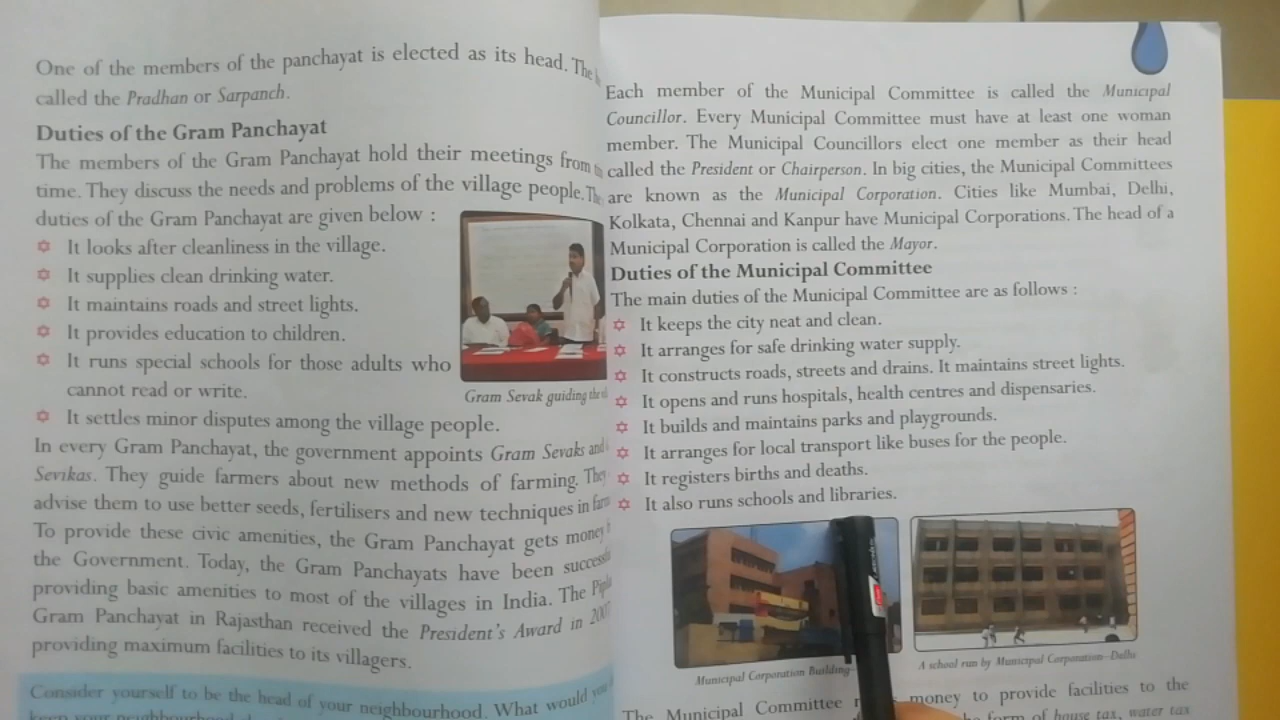 One of the members of the panchayat is elected as its head. The
called the Pradhan or Sarpanch.
Duties of the Gram Panchayat
The members of the Gram Panchayat hold their meetings from
time. They discuss the needs and problems of the village people. The
duties of the Gram Panchayat are given below :
It looks after cleanliness in the village.
It supplies clean drinking water.
It maintains roads and street lights.
It provides education to children.
It runs special schools for those adults who
cannot read or write.
It settles minor disputes among the village people.
Gram Sevak guiding the
In every Gram Panchayat, the government appoints Gram Sevaks and
Sevikas. They guide farmers about new methods of farming. They
advise them to use better seeds, fertilisers and new techniques in
To provide these civic amenities, the Gram Panchayat gets money
the Government. Today, the Gram Panchayats have been
providing basic amenities to most of the villages in India. The
Gram Panchayat in Rajasthan received the President's Award in
providing maximum facilities to its villagers.
Consider yourself to be the head of your neighbourhood. What would
keep your neighbourhood
Each member of the Municipal Committee is called the Municipal
Councillor. Every Municipal Committee must have at least one woman
member. The Municipal Councillors elect one member as their head
called the President or Chairperson. In big cities, the Municipal Committees
are known as the Municipal Corporation. Cities like Mumbai, Delhi,
Kolkata, Chennai and Kanpur have Municipal Corporations. The head of a
Municipal Corporation is called the Mayor.
Duties of the Municipal Committee
The main duties of the Municipal Committee are as follows :
It keeps the city neat and clean.
It arranges for safe drinking water supply.
It constructs roads, streets and drains. It maintains street lights.
It opens and runs hospitals, health centres and dispensaries.
It builds and maintains parks and playgrounds.
It arranges for local transport like buses for the people.
It registers births and deaths.
It also runs schools and libraries.
Municipal Corporation Building
A school run by Municipal Corporation–Delhi
The Municipal Committee money to provide facilities to the
form of house tax, water tax